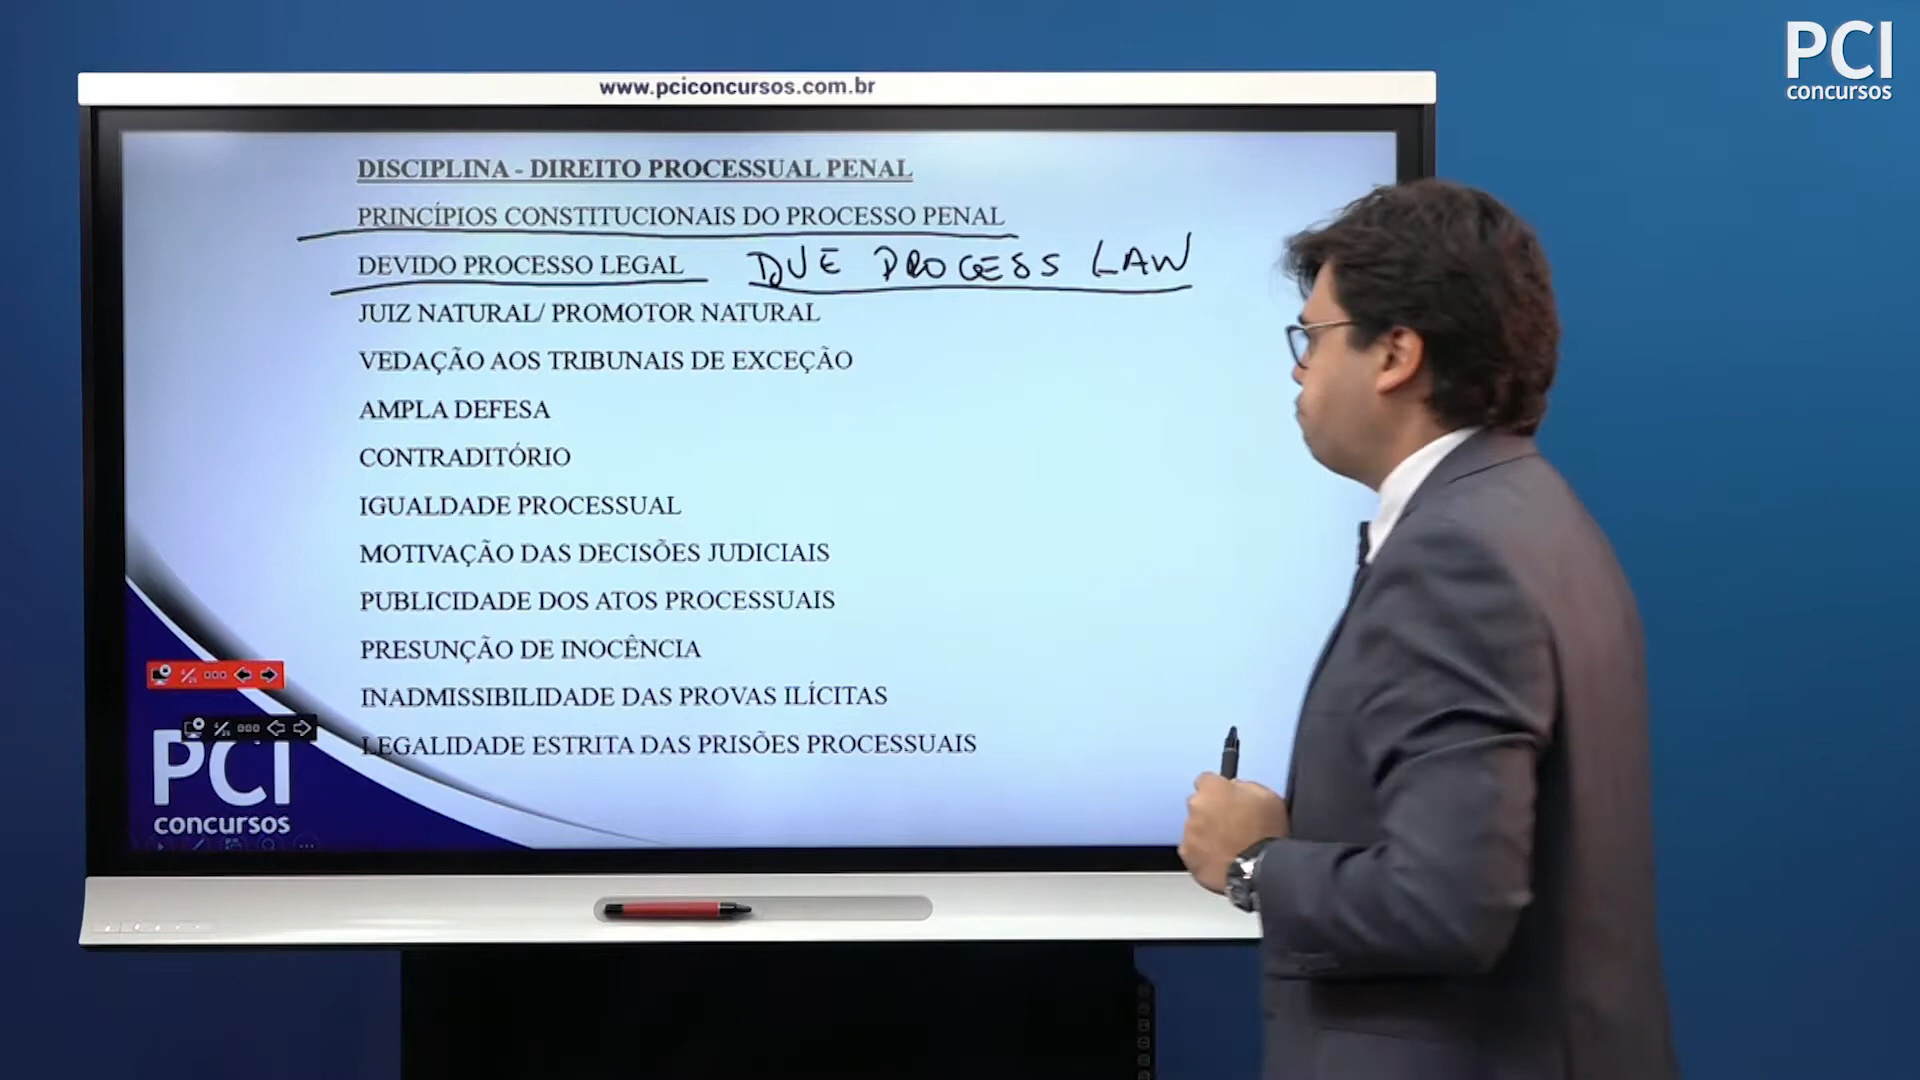 PCI
concursos
www.pciconcursos.com.br
DISCIPLINA - DIREITO PROCESSUAL PENAL
PRINCÍPIOS CONSTITUCIONAIS DO PROCESSO PENAL
DEVIDO PROCESSO LEGAL DUE PROCESS LAW
JUIZ NATURAL/ PROMOTOR NATURAL
VEDAÇÃO AOS TRIBUNAIS DE EXCEÇÃO
AMPLA DEFESA
CONTRADITÓRIO
IGUALDADE PROCESSUAL
MOTIVAÇÃO DAS DECISÕES JUDICIAIS
PUBLICIDADE DOS ATOS PROCESSUAIS
PRESUNÇÃO DE INOCÊNCIA
INADMISSIBILIDADE DAS PROVAS ILÍCITAS
LEGALIDADE ESTRITA DAS PRISÕES PROCESSUAIS
PCI
concursos